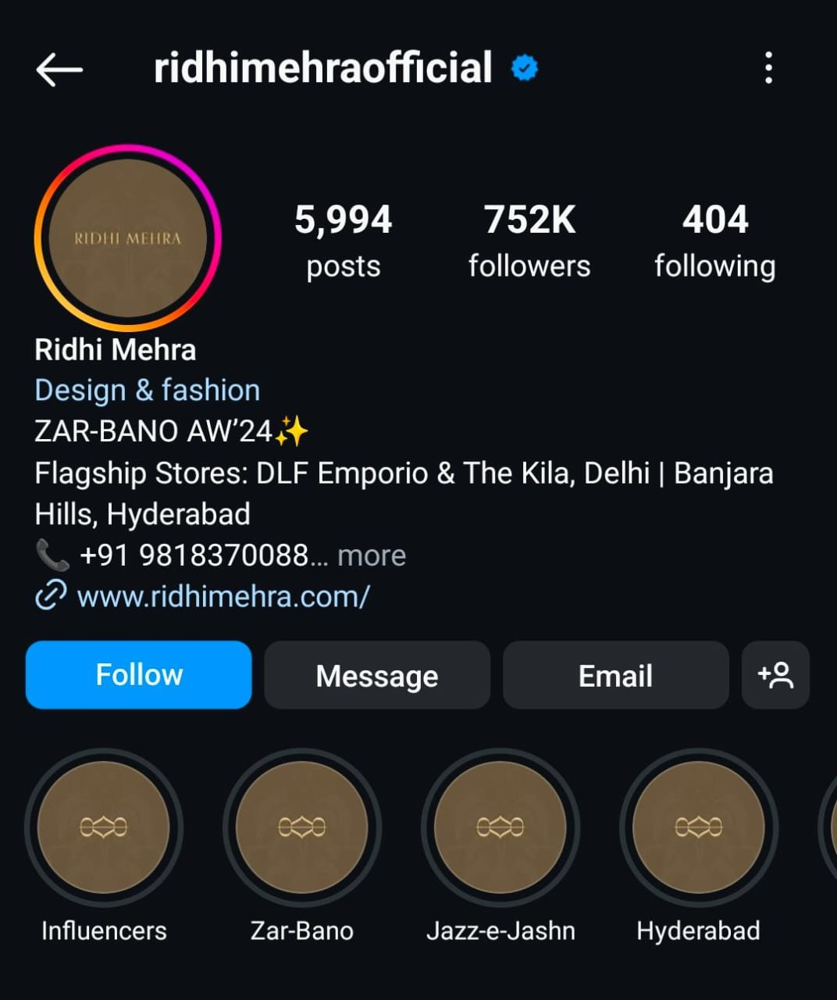 ridhimehraofficial
RIDHI MEHRA
5,994 752K 404
posts followers following
Ridhi Mehra
Design & fashion
ZAR-BANO AW’24✨
Flagship Stores: DLF Emporio & The Kila, Delhi | Banjara
Hills, Hyderabad
📞 +91 9818370088… more
www.ridhimehra.com/
Follow Message Email
Influencers Zar-Bano Jazz-e-Jashn Hyderabad